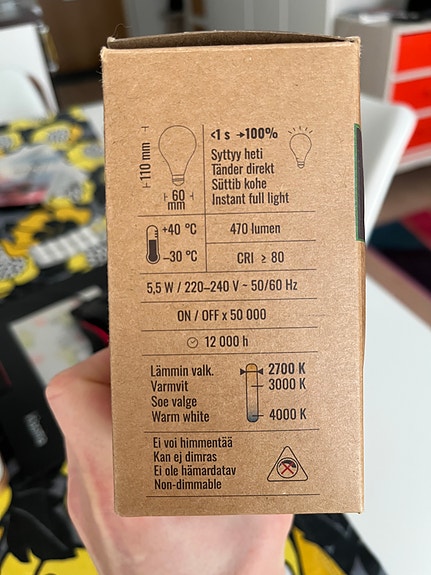 110 mm
60
mm
<1 s →100%
Syttyy heti
Tänder direkt
Süttib kohe
Instant full light
+40 °C
–30 °C
470 lumen
CRI ≥ 80
5,5 W / 220–240 V ~ 50/60 Hz
ON / OFF x 50 000
12 000 h
Lämmin valk.
Varmvit
Soe valge
Warm white
2700 K
3000 K
4000 K
Ei voi himmentää
Kan ej dimras
Ei ole hämardatav
Non-dimmable